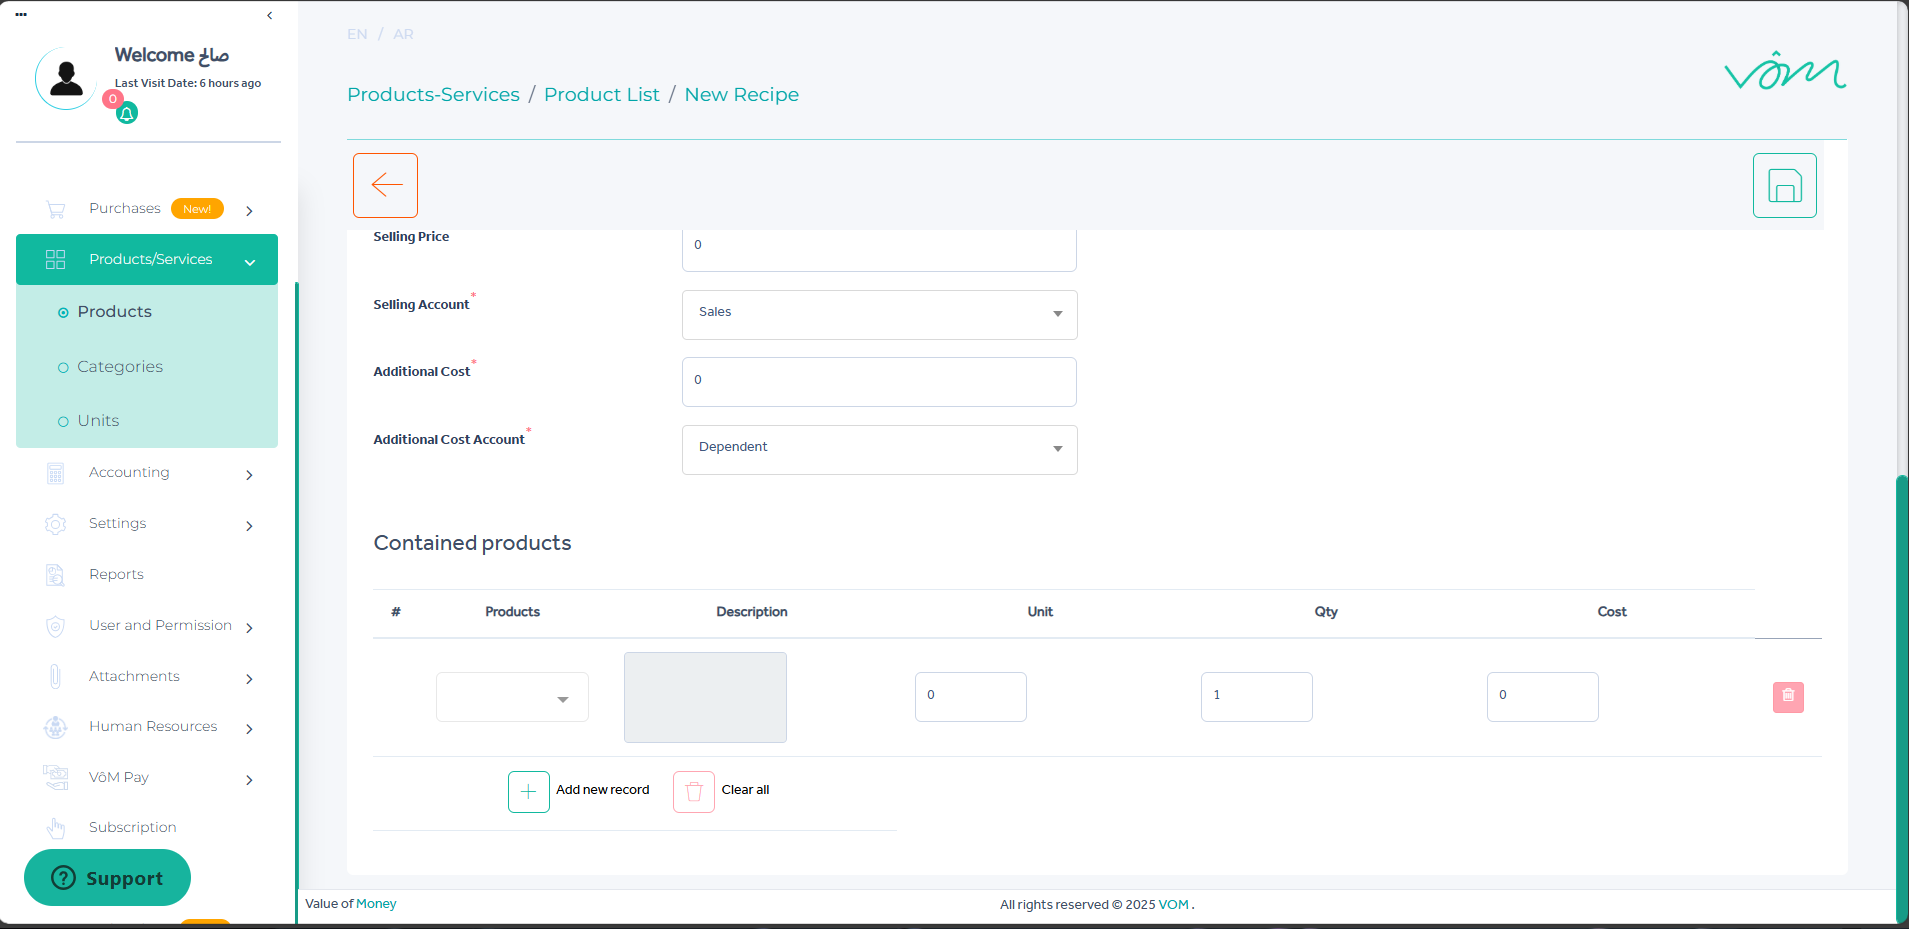 Welcome صالح
Last Visit Date: 6 hours ago
0
Purchases New!
Products/Services
Products
Categories
Units
Accounting
Settings
Reports
User and Permission
Attachments
Human Resources
VôM Pay
Subscription
Support
EN / AR
vôm
Products-Services / Product List / New Recipe
Selling Price
0
Selling Account*
Sales
Additional Cost*
0
Additional Cost Account*
Dependent
Contained products
# Products Description Unit Qty Cost
0 1 0
Add new record Clear all
Value of Money
All rights reserved © 2025 VOM .